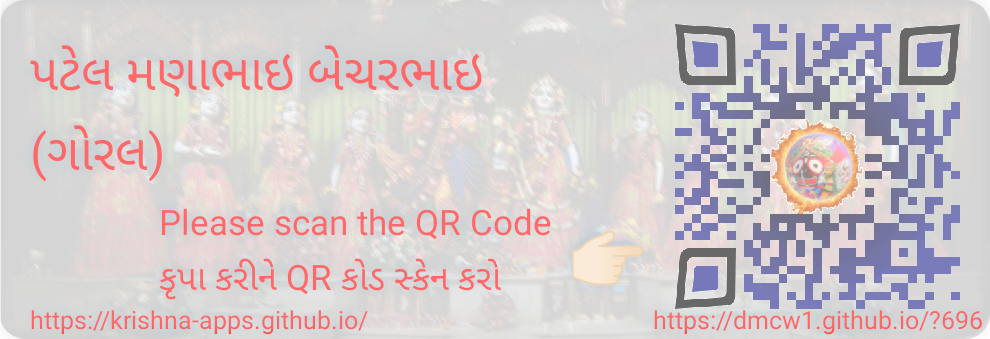 પટેલ મણાભાઇ બેચરભાઇ
(ગોરલ)
Please scan the QR Code
કૃપા કરીને QR કોડ સ્કેન કરો
https://krishna-apps.github.io/
https://dmcw1.github.io/?696